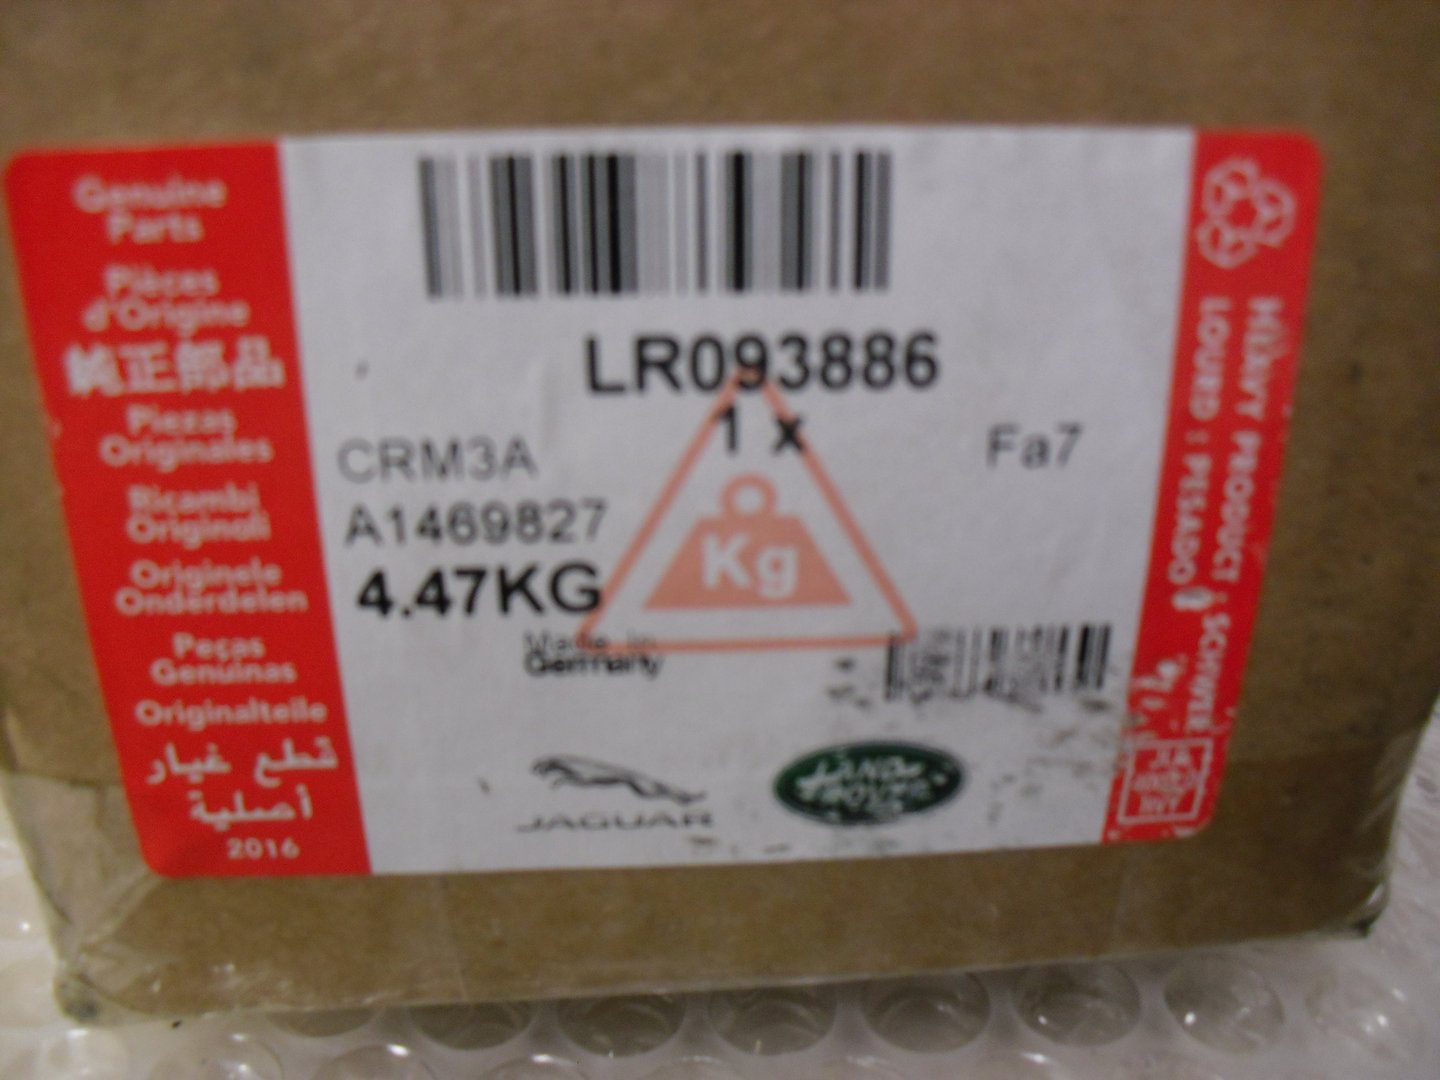 Genuine
Parts
Pièces
d'Origine
純正部品
Piezas
Originales
Ricambi
Originali
Originele
Onderdelen
Peças
Genuínas
Originalteile
قطع غيار
أصلية
2016
LR093886
1 x
CRM3A
Fa7
A1469827
4.47KG
Kg
Made in
Germany
JAGUAR
LAND
ROVER
HEAVY PRODUCT : SCHWER
LOURD : PESADO